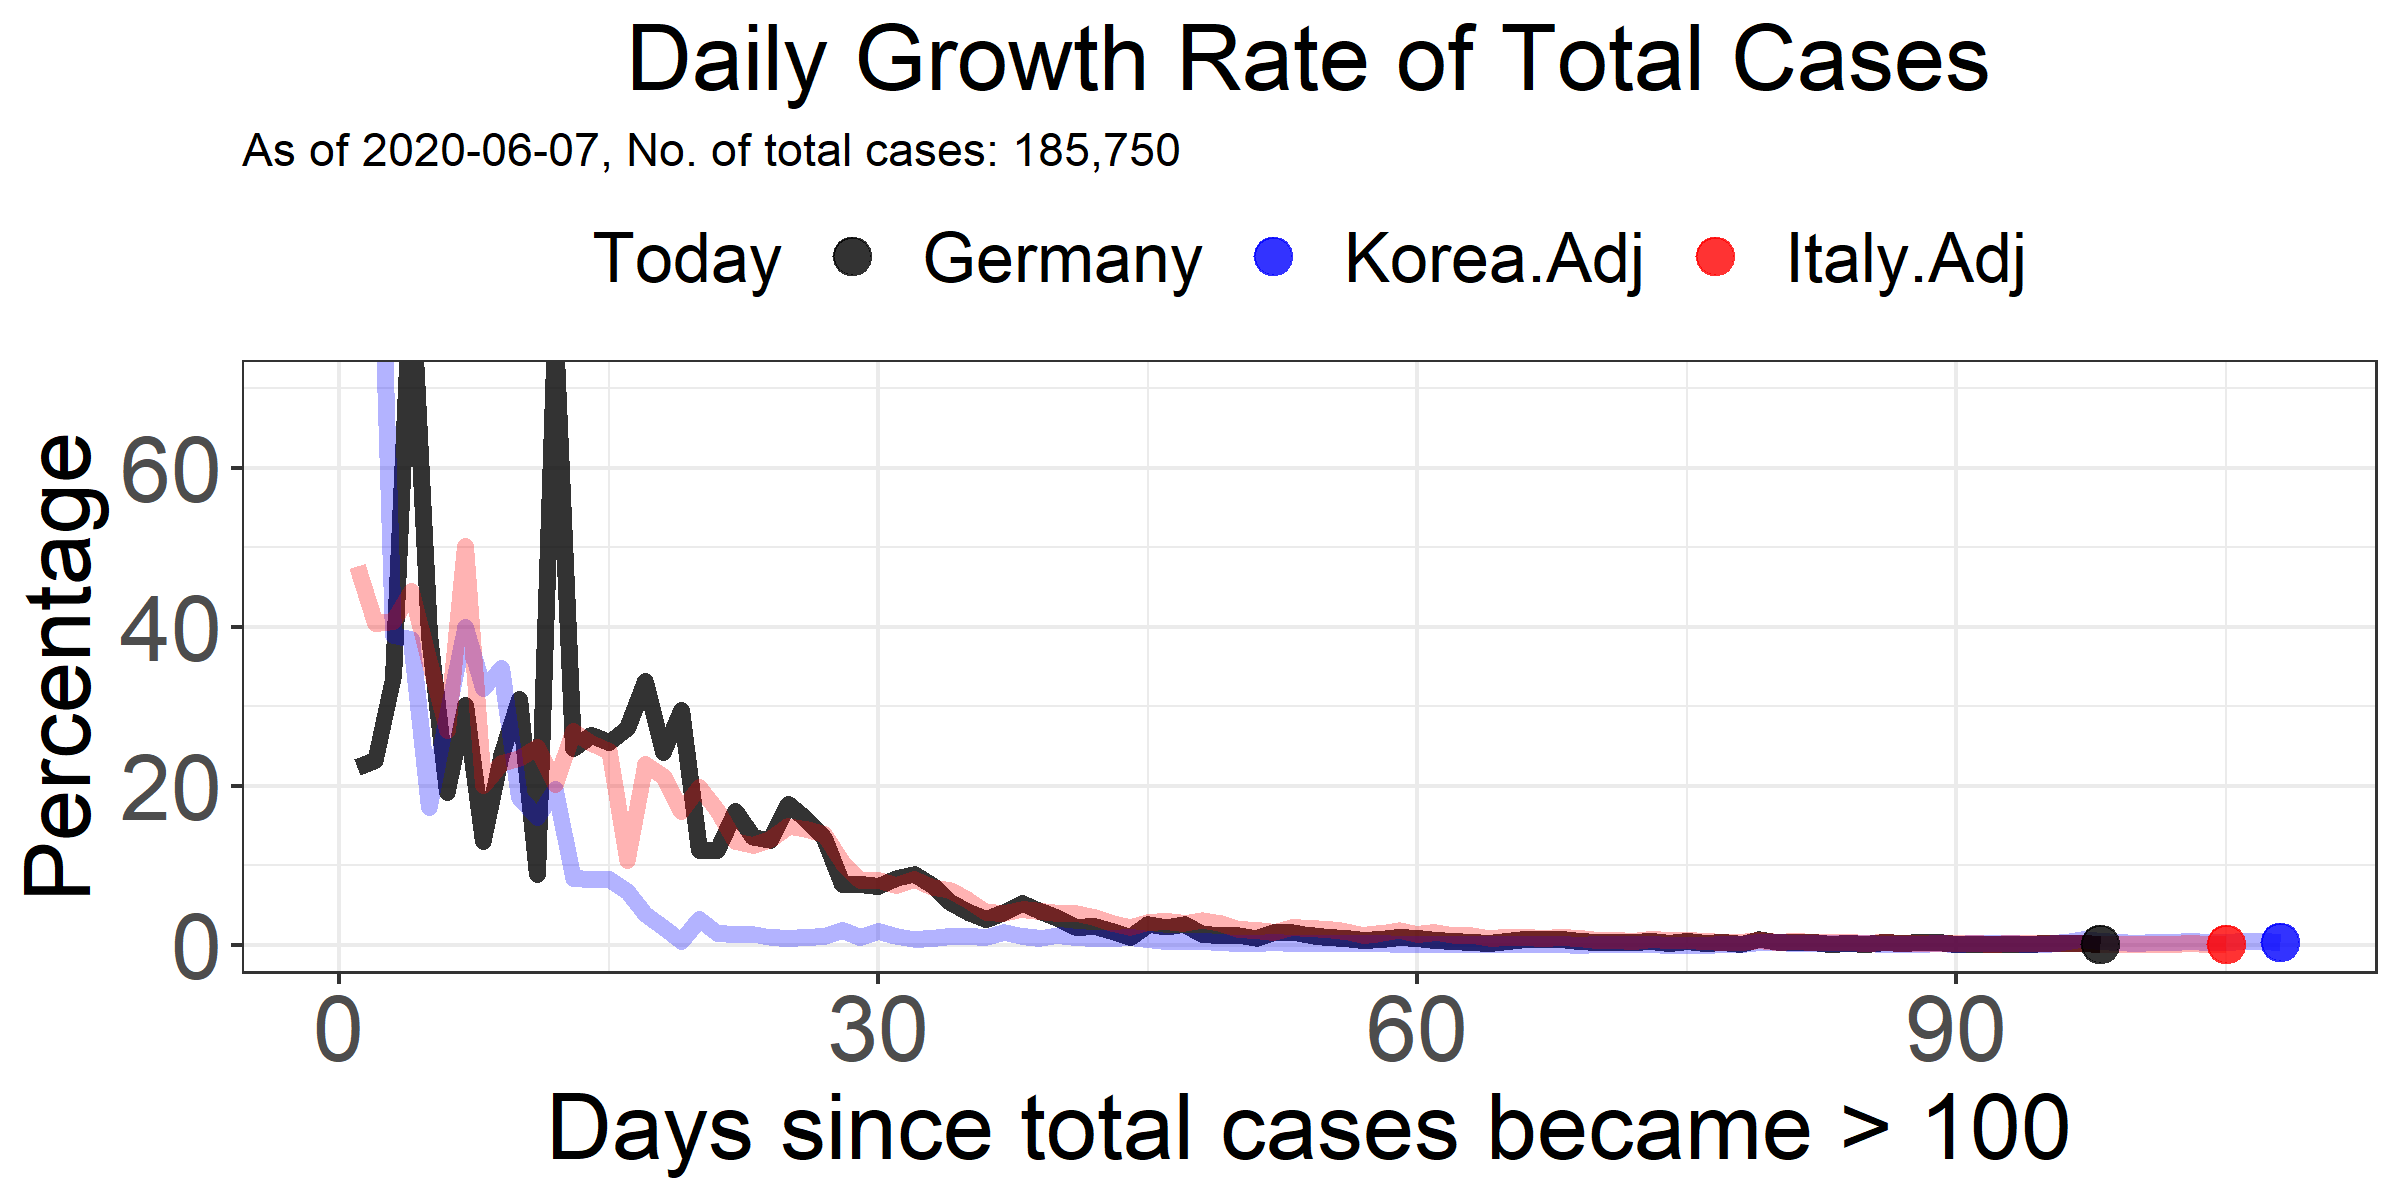 Daily Growth Rate of Total Cases
As of 2020-06-07, No. of total cases: 185,750
Today Germany Korea.Adj Italy.Adj
Percentage
60
40
20
0
0 30 60 90
Days since total cases became > 100